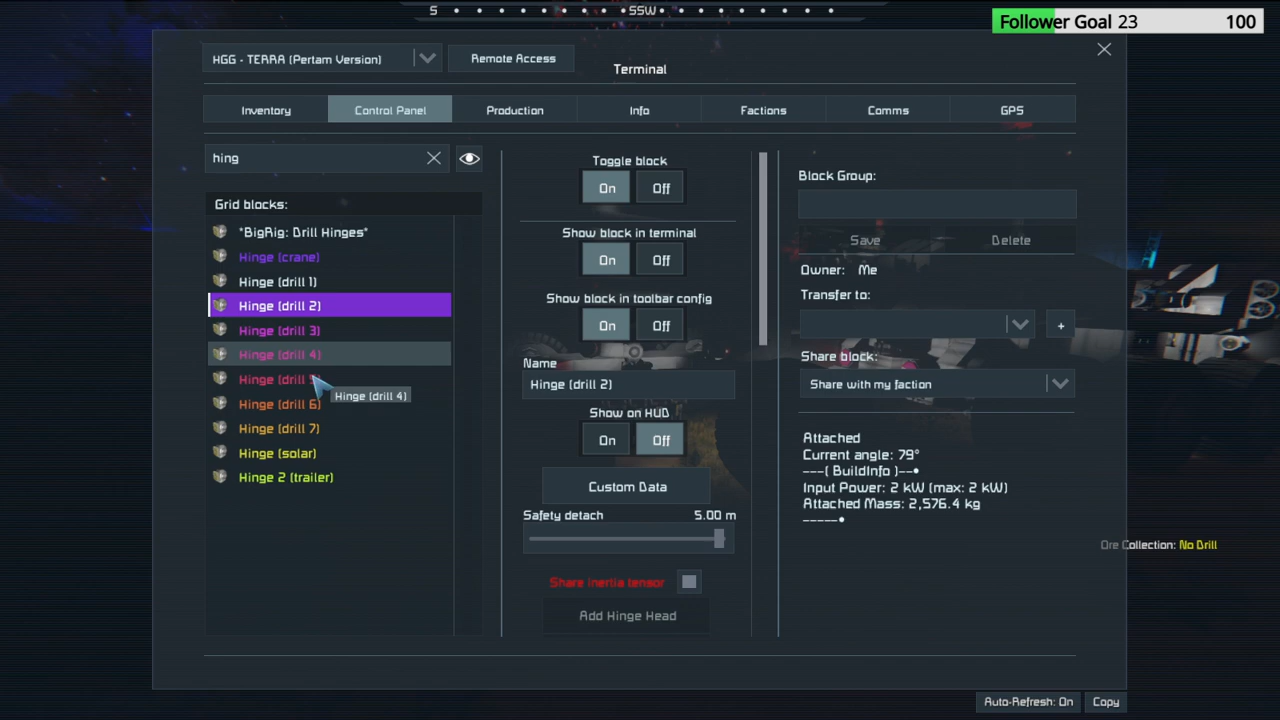 S
SSW
Follower Goal 23
100
HGG - TERRA (Pertam Version)
Remote Access
Terminal
Inventory
Control Panel
Production
Info
Factions
Comms
GPS
hing
Grid blocks:
*BigRig: Drill Hinges*
Hinge (crane)
Hinge (drill 1)
Hinge (drill 2)
Hinge (drill 3)
Hinge (drill 4)
Hinge (drill 5)
Hinge (drill 4)
Hinge (drill 6)
Hinge (drill 7)
Hinge (solar)
Hinge 2 (trailer)
Toggle block
On Off
Show block in terminal
On Off
Show block in toolbar config
On Off
Name
Hinge (drill 2)
Show on HUD
On Off
Custom Data
Safety detach 5.00 m
Share inertia tensor
Add Hinge Head
Block Group:
Save Delete
Owner: Me
Transfer to:
+
Share block:
Share with my faction
Attached
Current angle: 79°
---( BuildInfo )--•
Input Power: 2 kW (max: 2 kW)
Attached Mass: 2,576.4 kg
-----•
Ore Collection: No Drill
Auto-Refresh: On
Copy